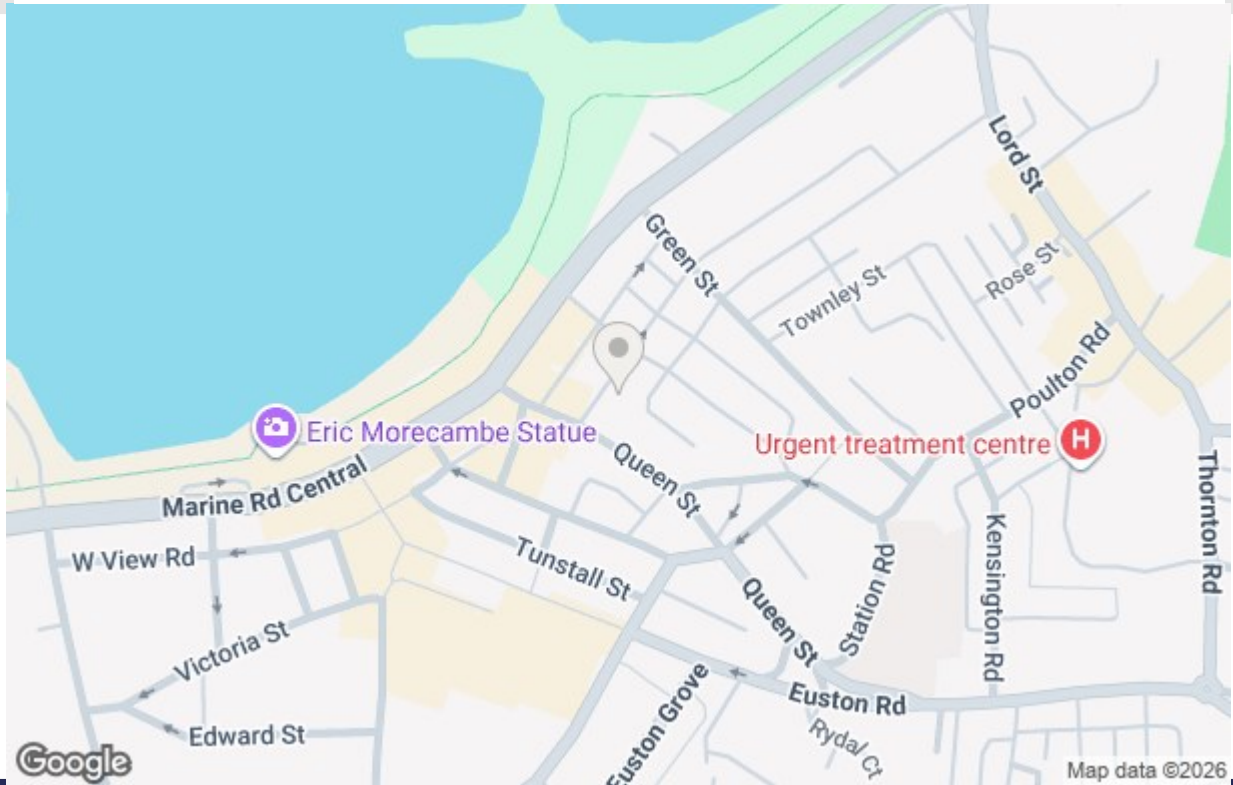 Lord St
Green St
Rose St
Townley St
Poulton Rd
Eric Morecambe Statue
Urgent treatment centre
H
Queen St
Marine Rd Central
Thornton Rd
Kensington Rd
W View Rd
Tunstall St
Station Rd
Queen St
Victoria St
Euston Rd
Euston Grove
Rydal Ct
Edward St
Google
Map data ©2026